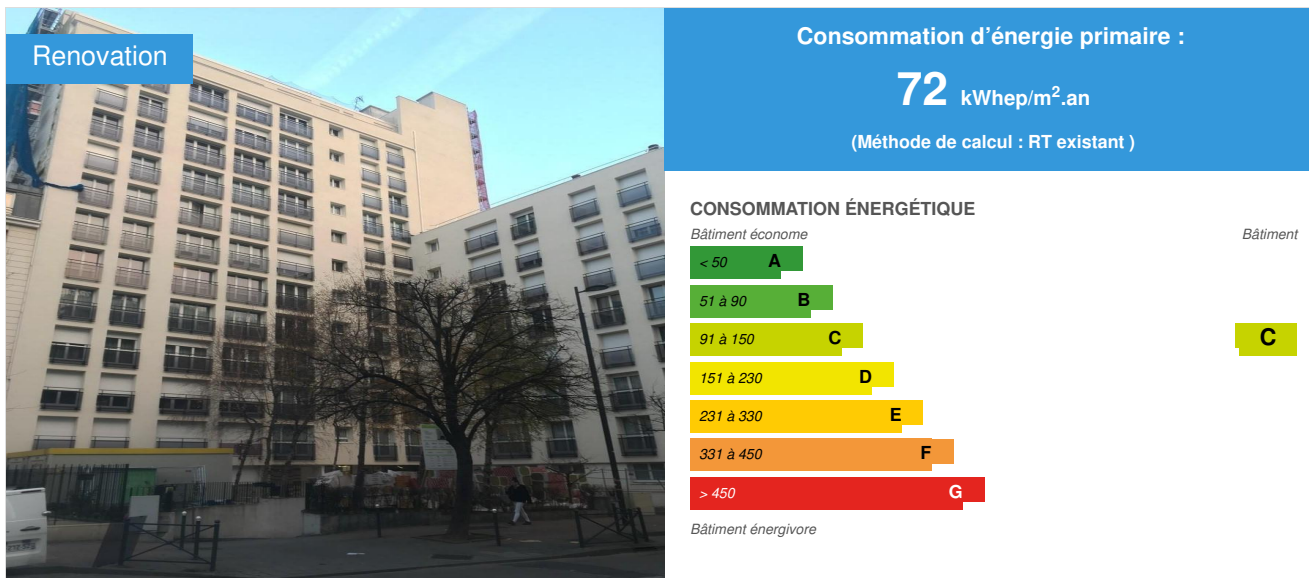 Renovation
Consommation d'énergie primaire :
72 kWhep/m².an
(Méthode de calcul : RT existant )
CONSOMMATION ÉNERGÉTIQUE
Bâtiment économe
Bâtiment
< 50 A
51 à 90 B
91 à 150 C
C
151 à 230 D
231 à 330 E
331 à 450 F
> 450 G
Bâtiment énergivore